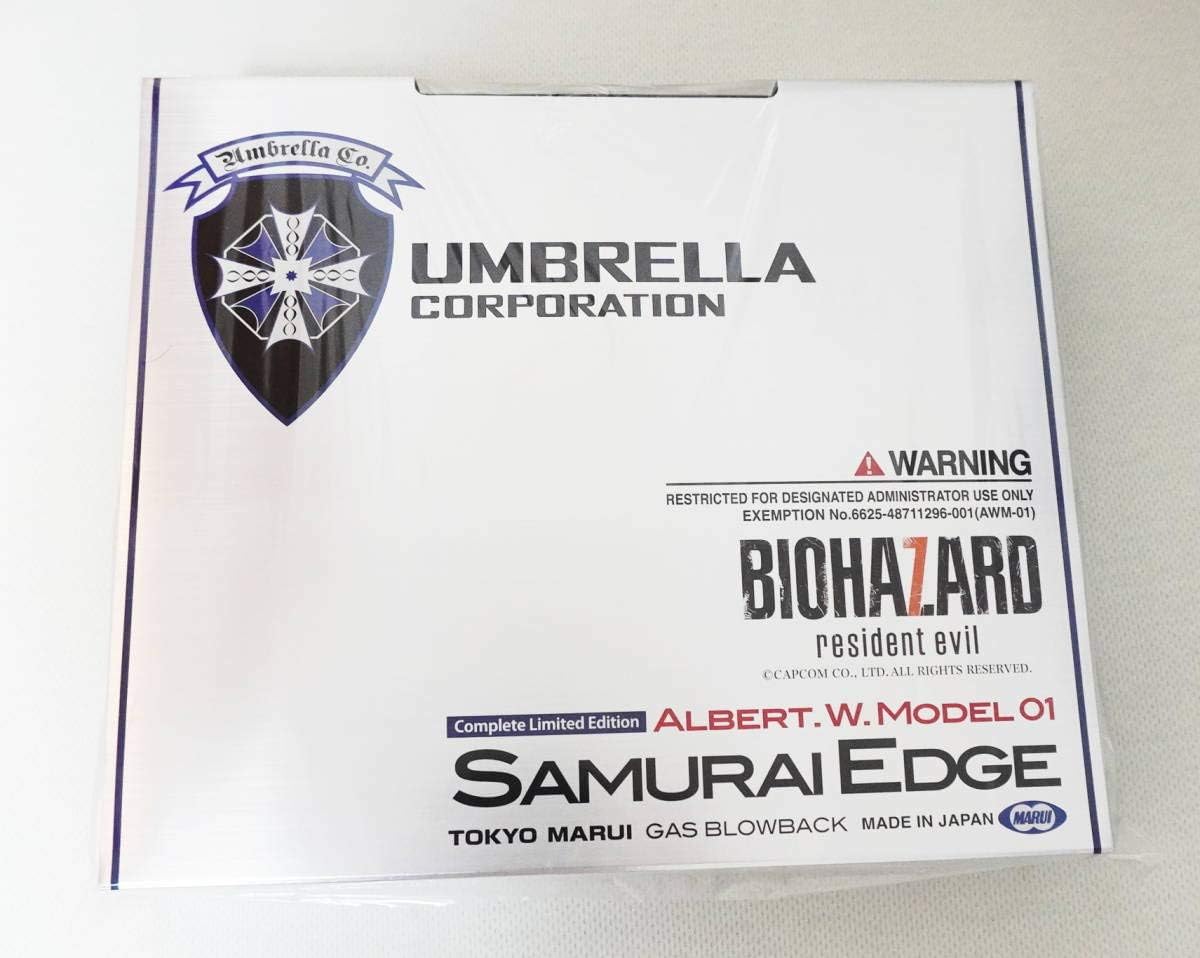 Umbrella Co.
UMBRELLA
CORPORATION
WARNING
RESTRICTED FOR DESIGNATED ADMINISTRATOR USE ONLY
EXEMPTION No.6625-48711296-001(AWM-01)
BIOHAZARD
resident evil
©CAPCOM CO., LTD. ALL RIGHTS RESERVED.
Complete Limited Edition ALBERT.W.MODEL 01
SAMURAI EDGE
TOKYO MARUI GAS BLOWBACK MADE IN JAPAN MARUI